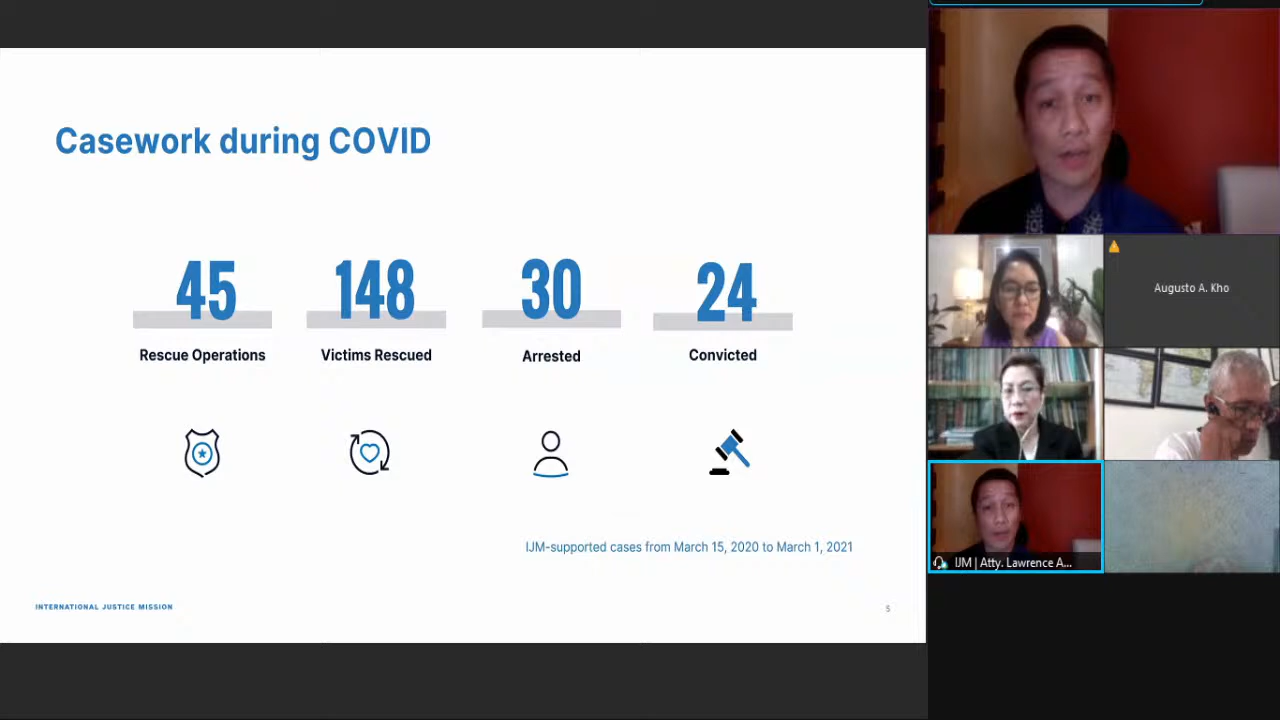 Casework during COVID
45
148
30
24
Rescue Operations
Victims Rescued
Arrested
Convicted
IJM-supported cases from March 15, 2020 to March 1, 2021
INTERNATIONAL JUSTICE MISSION
5
Augusto A. Kho
IJM | Atty. Lawrence A...